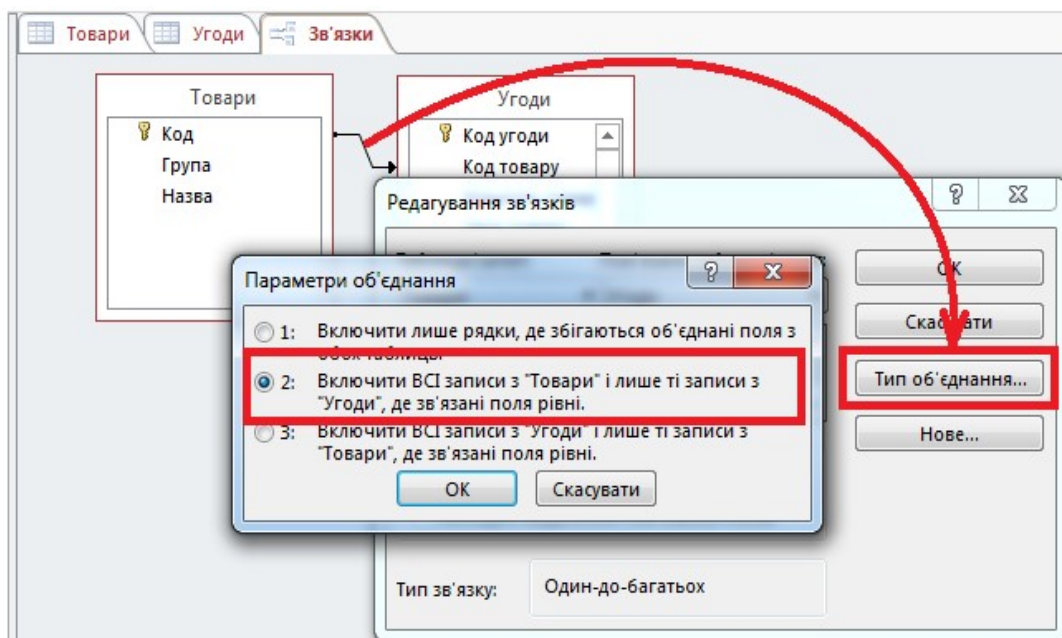 Товари Угоди Зв'язки
Товари
Код
Група
Назва
Угоди
Код угоди
Код товару
Редагування зв'язків
OK
Скасувати
Тип об'єднання...
Нове...
Параметри об'єднання
1: Включити лише рядки, де збігаються об'єднані поля з
обох таблиць.
2: Включити ВСІ записи з "Товари" і лише ті записи з
"Угоди", де зв'язані поля рівні.
3: Включити ВСІ записи з "Угоди" і лише ті записи з
"Товари", де зв'язані поля рівні.
OK Скасувати
Тип зв'язку: Один-до-багатьох